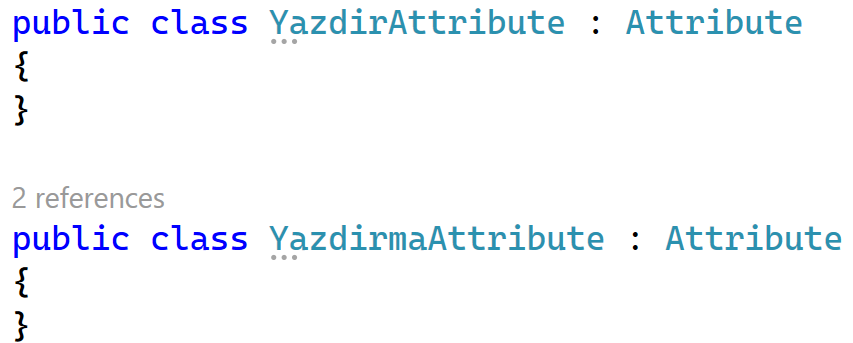 public class YazdirAttribute : Attribute
{
}
2 references
public class YazdirmaAttribute : Attribute
{
}